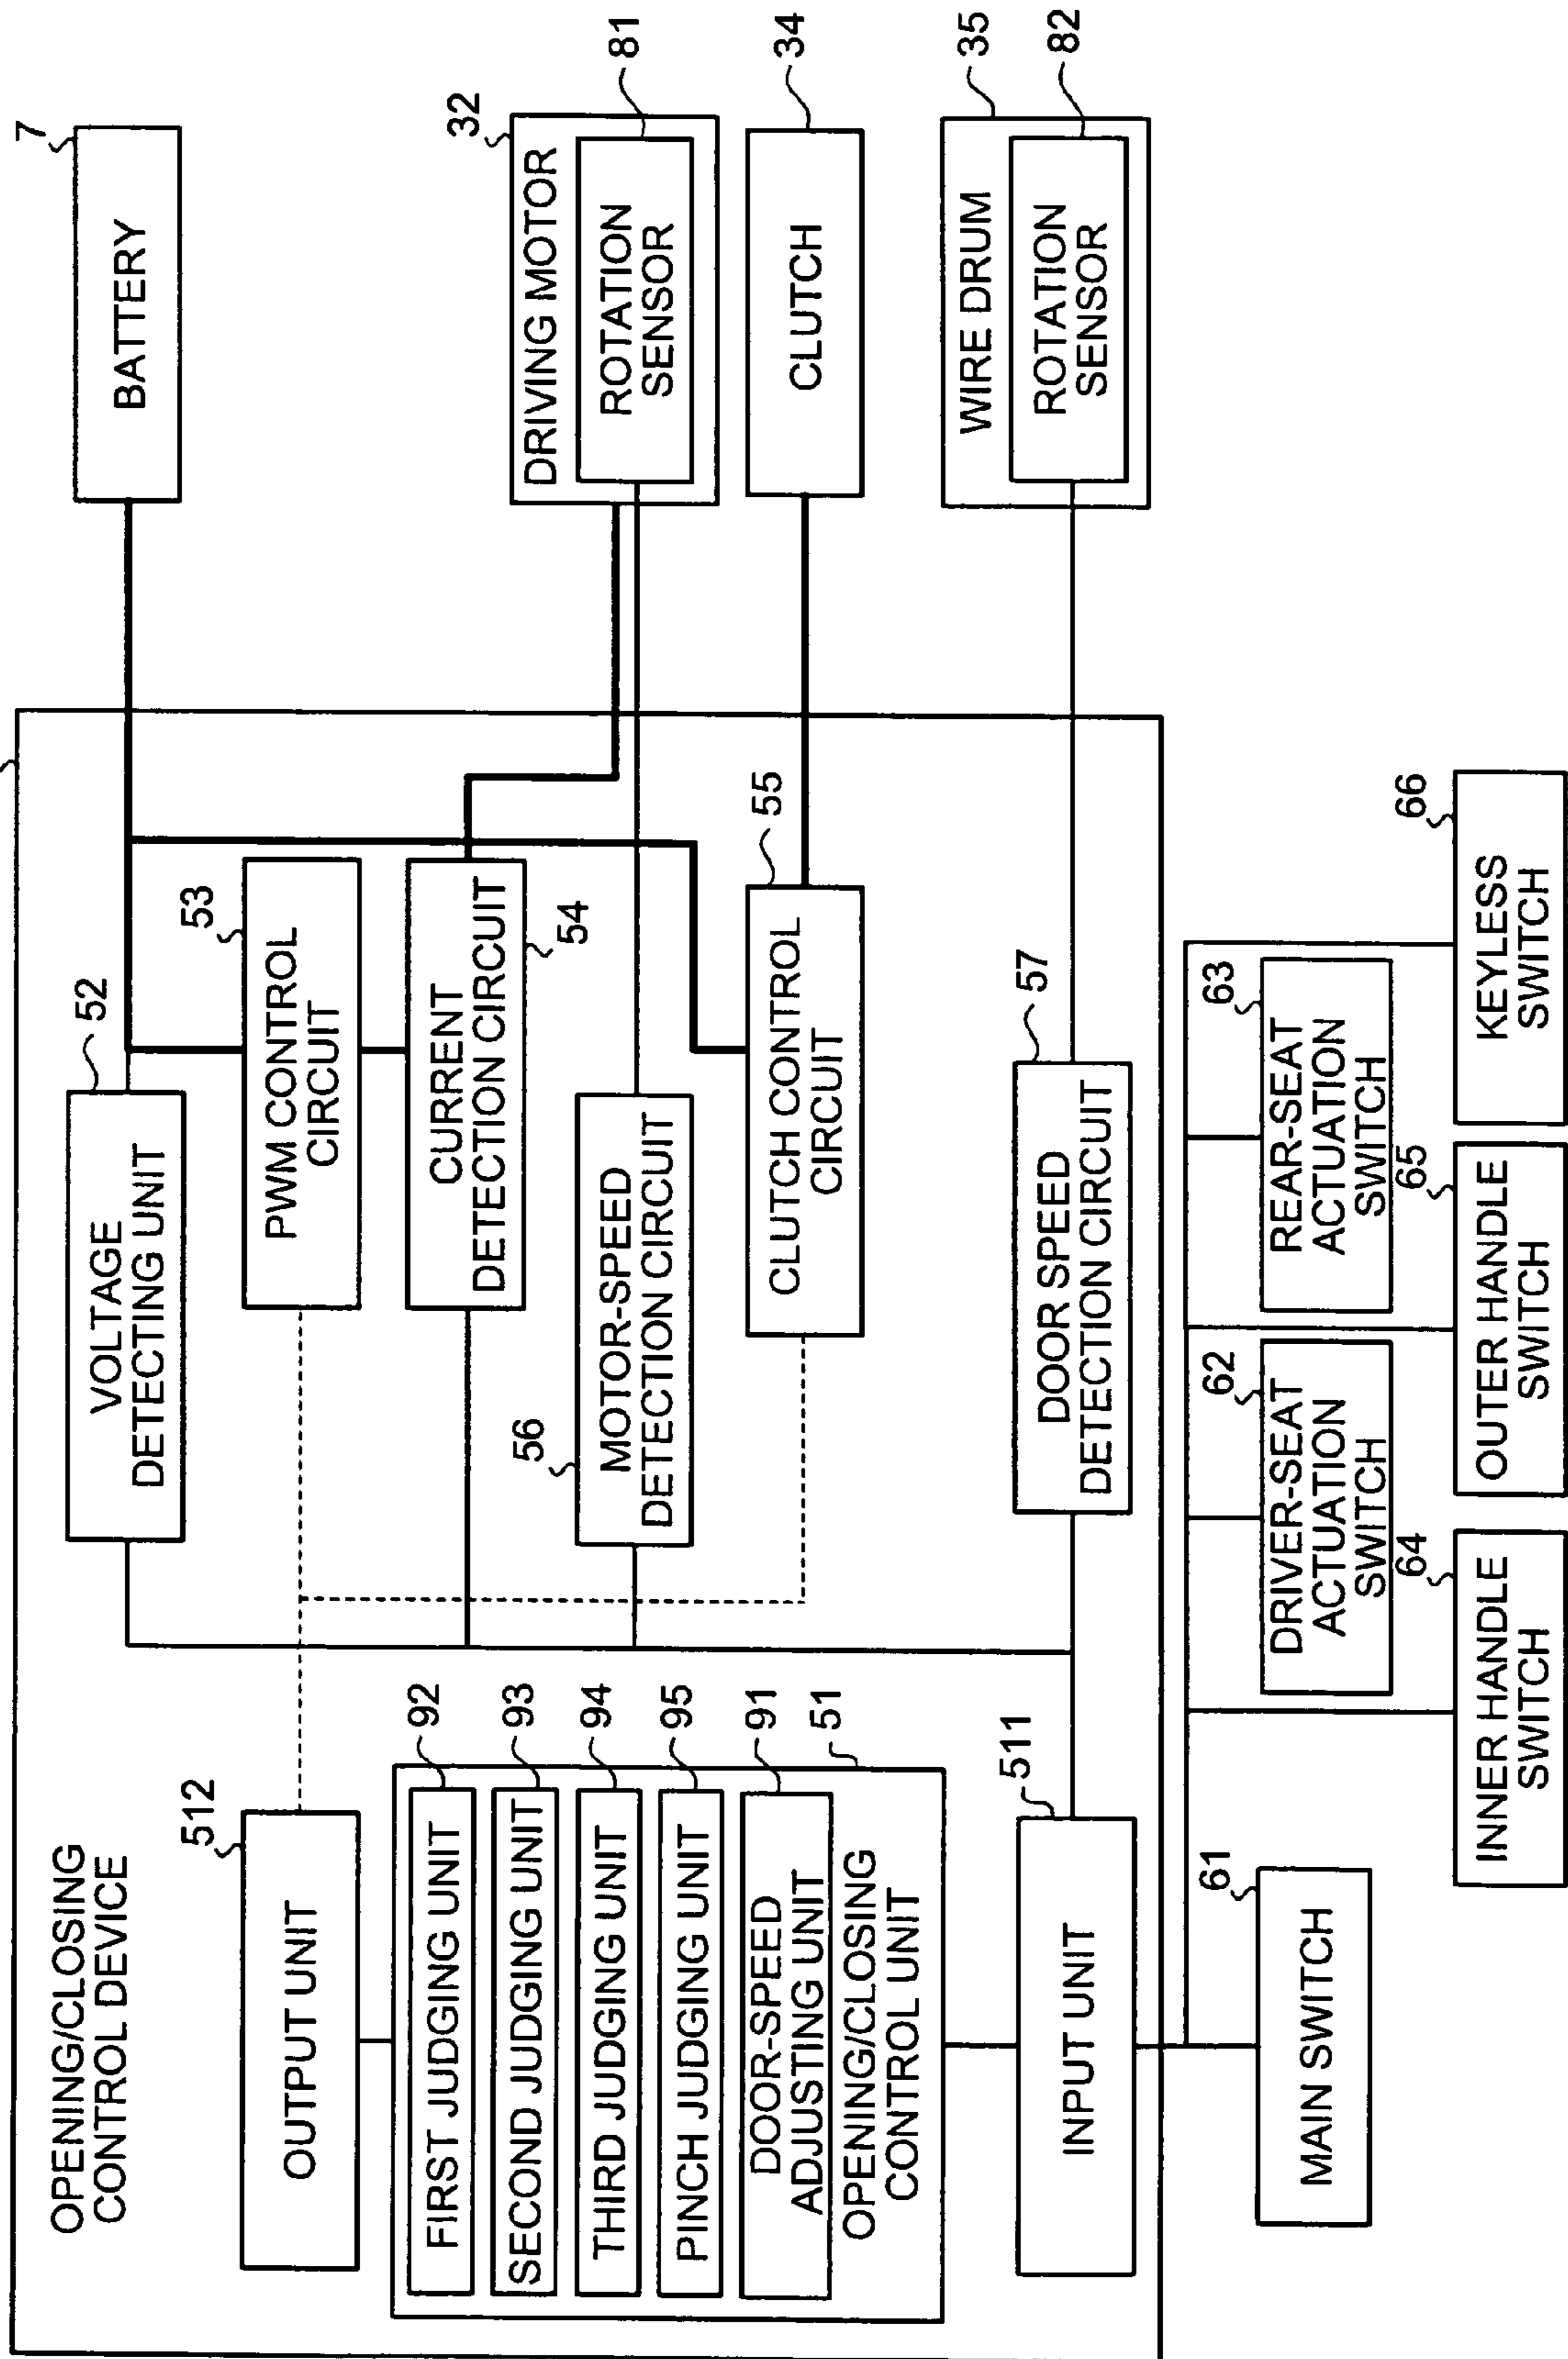 OPENING/CLOSING
CONTROL DEVICE
512
OUTPUT UNIT
FIRST JUDGING UNIT
92
SECOND JUDGING UNIT
93
THIRD JUDGING UNIT
94
PINCH JUDGING UNIT
95
DOOR-SPEED
ADJUSTING UNIT
91
OPENING/CLOSING
CONTROL UNIT
51
INPUT UNIT
511
VOLTAGE
DETECTING UNIT
52
PWM CONTROL
CIRCUIT
53
CURRENT
DETECTION CIRCUIT
54
56
MOTOR-SPEED
DETECTION CIRCUIT
CLUTCH CONTROL
CIRCUIT
55
DOOR SPEED
DETECTION CIRCUIT
57
7
BATTERY
32
DRIVING MOTOR
ROTATION
SENSOR
81
CLUTCH
34
WIRE DRUM
35
ROTATION
SENSOR
82
61
MAIN SWITCH
62
DRIVER-SEAT
ACTUATION
SWITCH
63
REAR-SEAT
ACTUATION
SWITCH
64
INNER HANDLE
SWITCH
65
OUTER HANDLE
SWITCH
66
KEYLESS
SWITCH